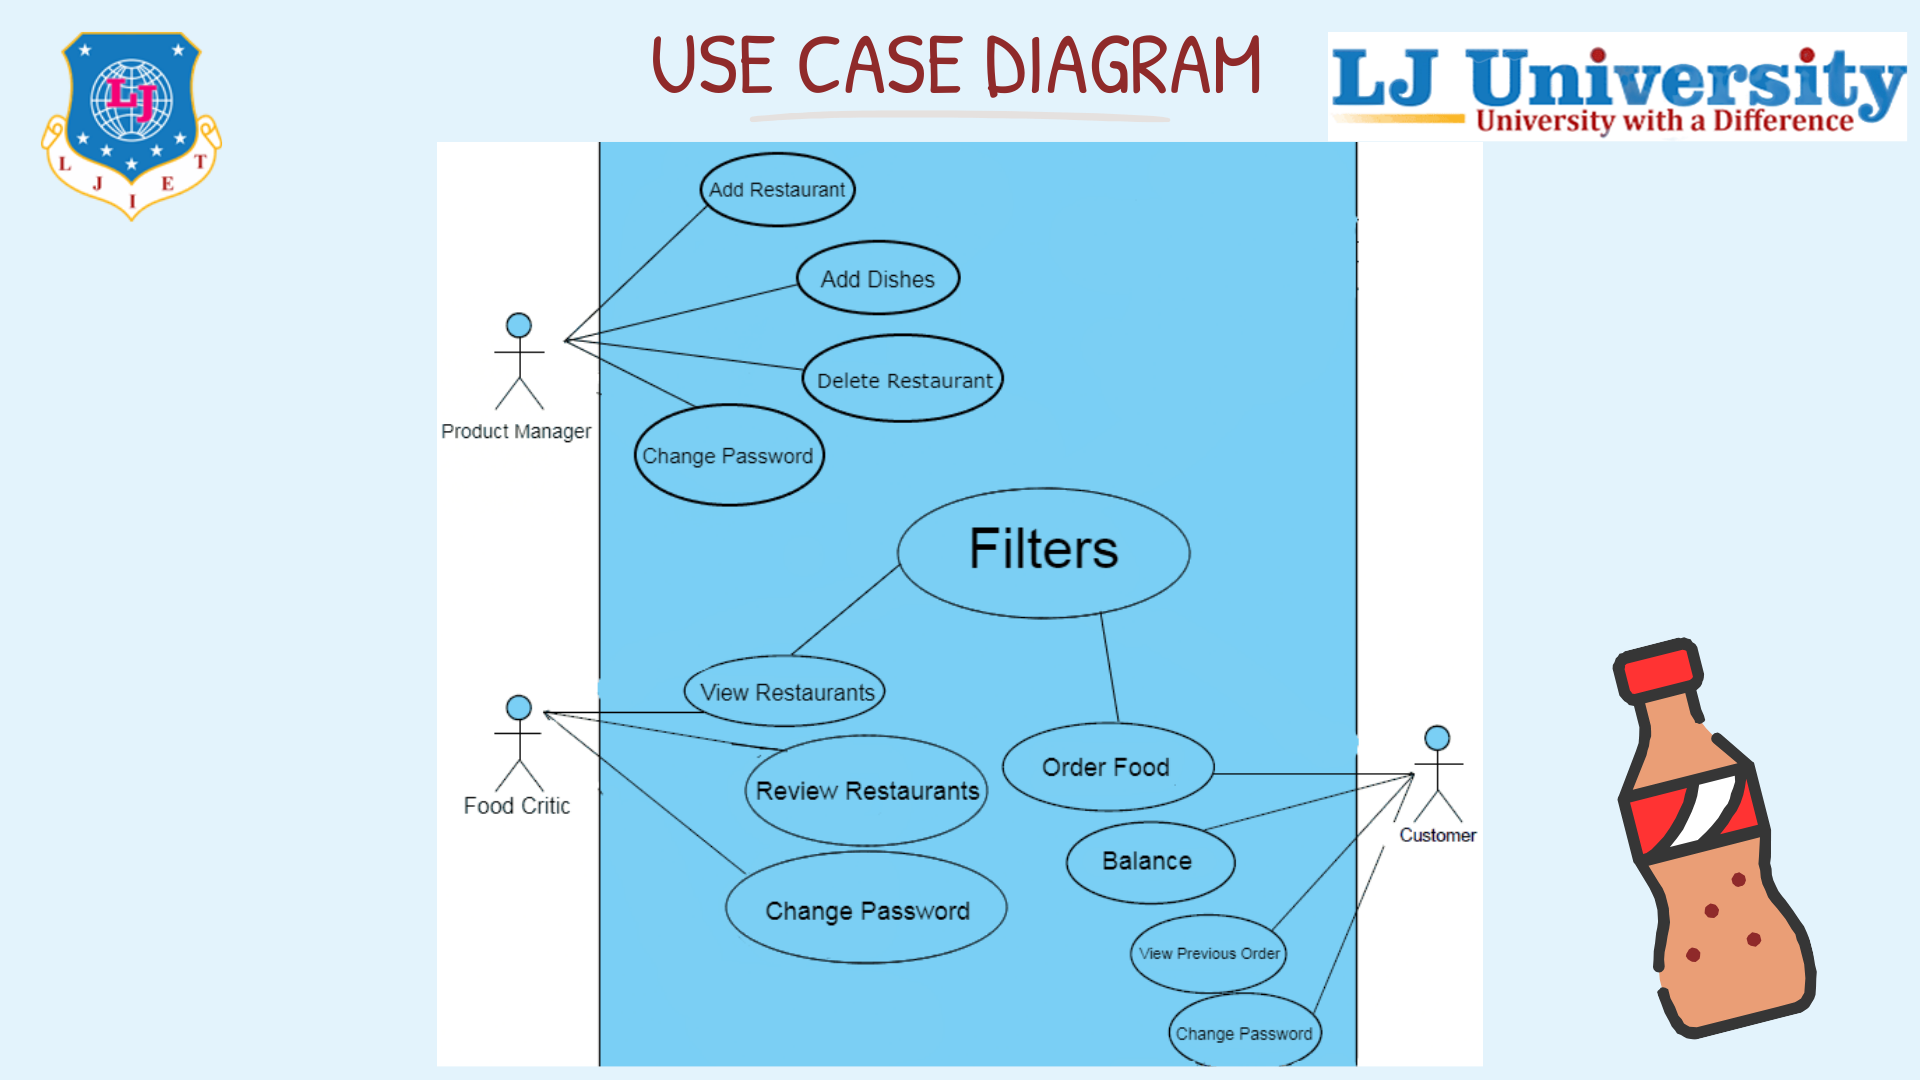 USE CASE DIAGRAM
LJ
L J I E T
LJ University
University with a Difference
Add Restaurant
Add Dishes
Delete Restaurant
Product Manager
Change Password
Filters
View Restaurants
Order Food
Review Restaurants
Food Critic
Customer
Balance
Change Password
View Previous Order
Change Password